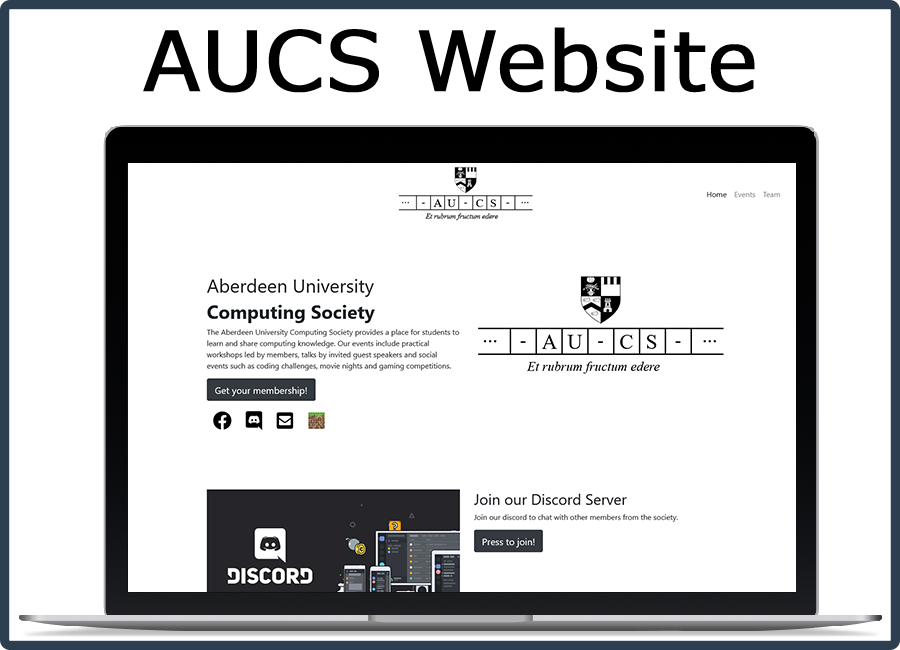 AUCS Website
··· - A U - C S - ···
Et rubrum fructum edere
Home Events Team
Aberdeen University
Computing Society
The Aberdeen University Computing Society provides a place for students to
learn and share computing knowledge. Our events include practical
workshops led by members, talks by invited guest speakers and social
events such as coding challenges, movie nights and gaming competitions.
Get your membership!
··· - A U - C S - ···
Et rubrum fructum edere
DISCORD
Join our Discord Server
Join our discord to chat with other members from the society.
Press to join!